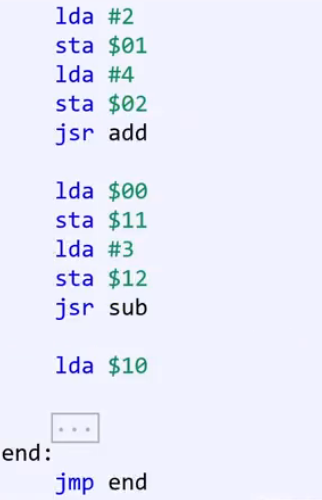 lda #2
sta $01
lda #4
sta $02
jsr add
lda $00
sta $11
lda #3
sta $12
jsr sub
lda $10
...
end:
jmp end